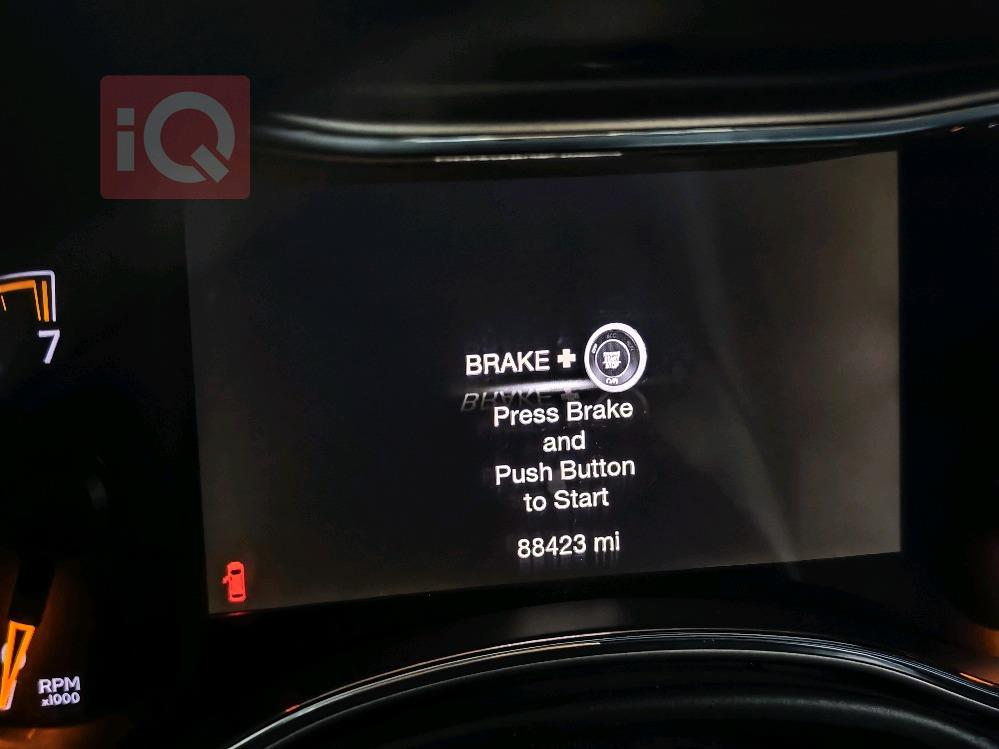 iQ
7
BRAKE +
Press Brake
and
Push Button
to Start
88423 mi
RPM
x1000